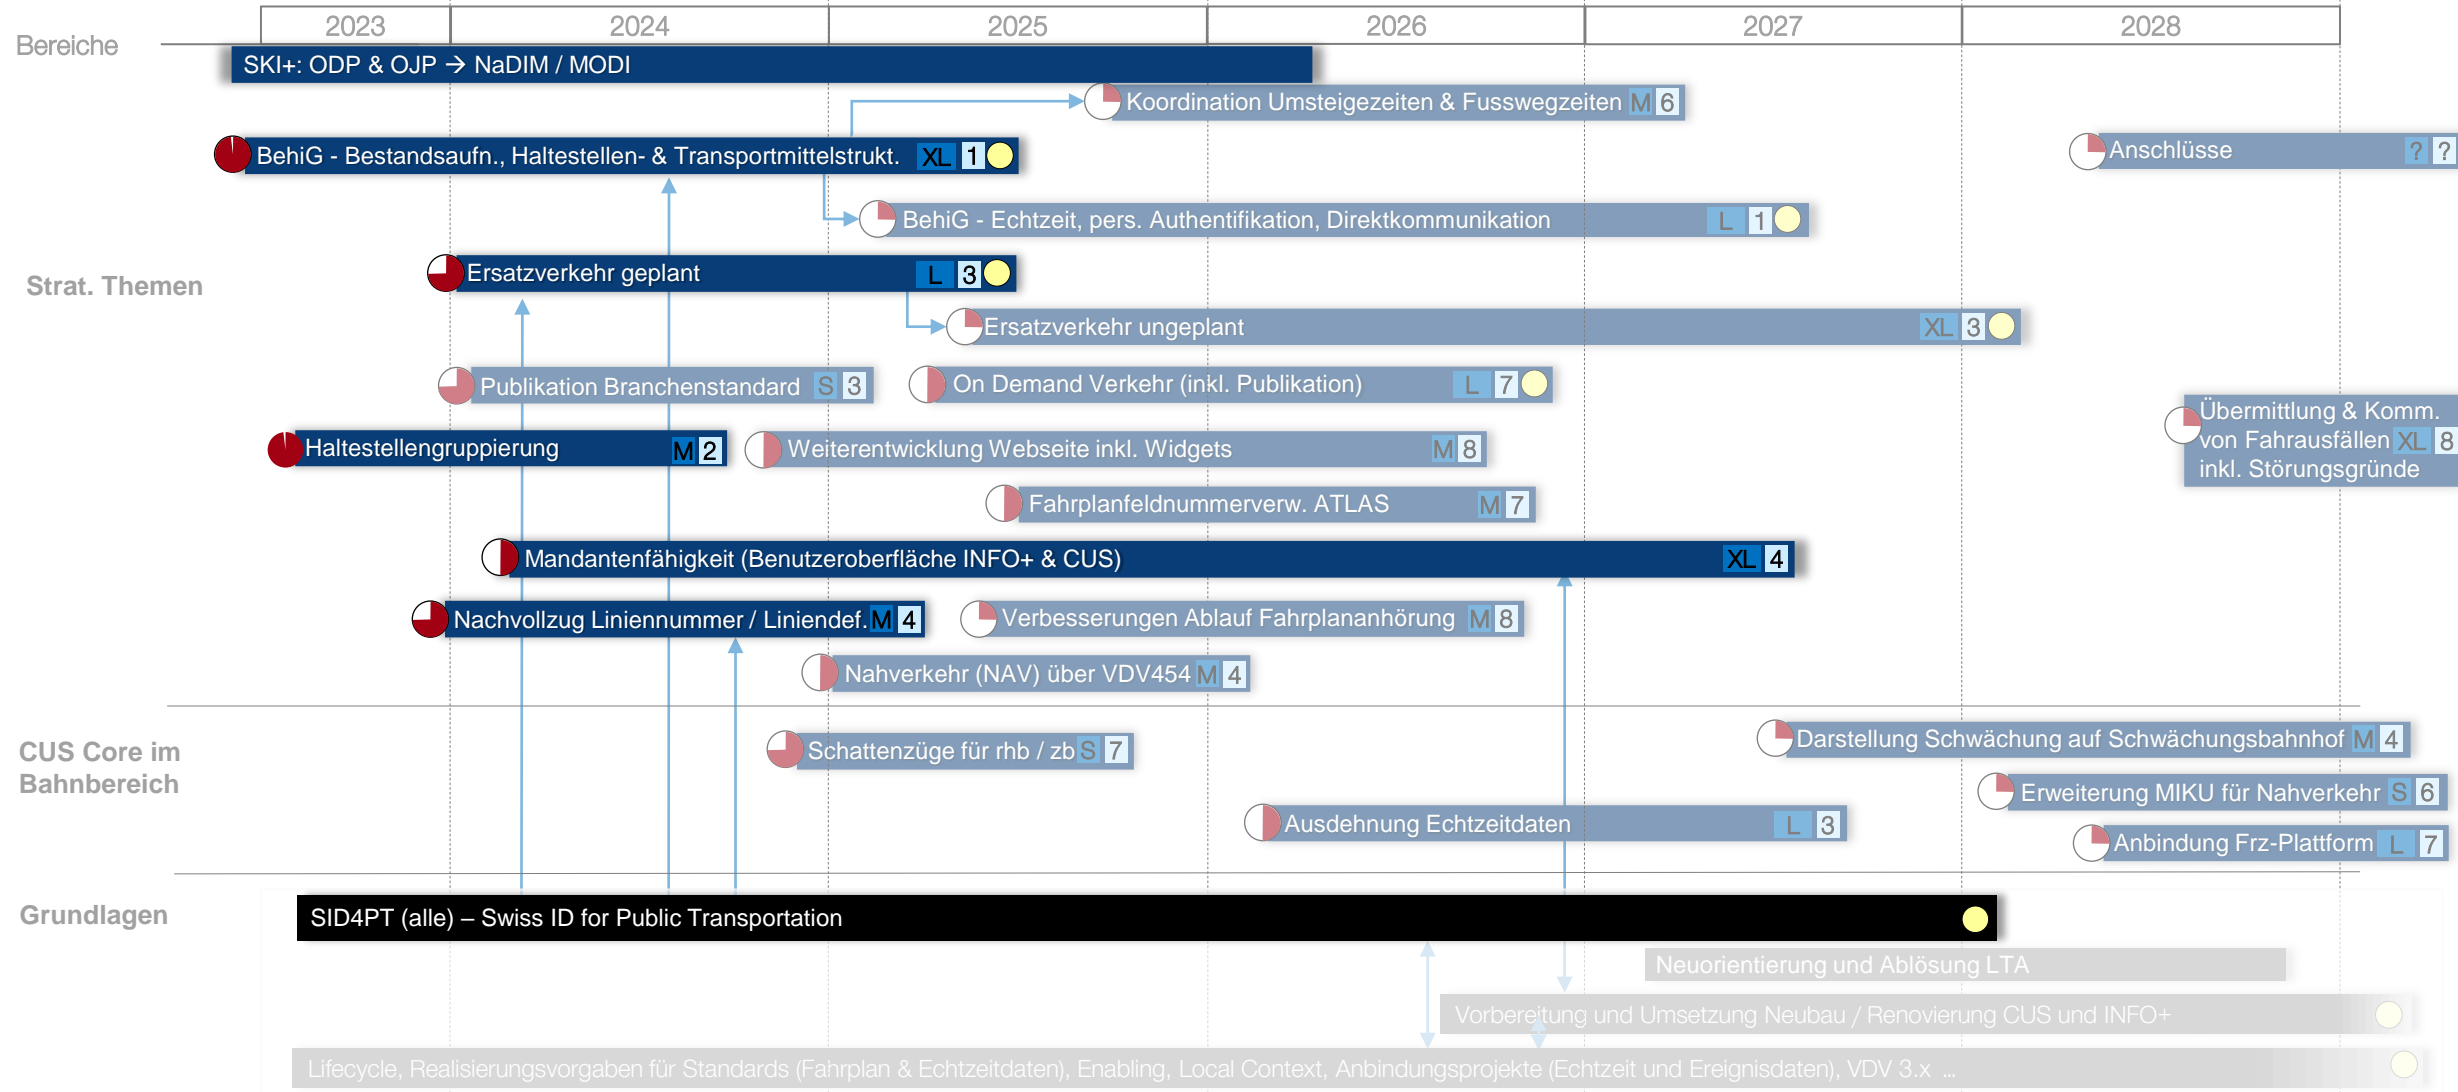 2023 2024 2025 2026 2027 2028
Bereiche
SKI+: ODP & OJP → NaDIM / MODI
Koordination Umsteigezeiten & Fusswegzeiten M 6
BehiG - Bestandsaufn., Haltestellen- & Transportmittelstrukt. XL 1
Anschlüsse ? ?
BehiG - Echtzeit, pers. Authentifikation, Direktkommunikation L 1
Strat. Themen
Ersatzverkehr geplant L 3
Ersatzverkehr ungeplant XL 3
Publikation Branchenstandard S 3
On Demand Verkehr (inkl. Publikation) L 7
Übermittlung & Komm.
von Fahrausfällen XL 8
inkl. Störungsgründe
Haltestellengruppierung M 2
Weiterentwicklung Webseite inkl. Widgets M 8
Fahrplanfeldnummerverw. ATLAS M 7
Mandantenfähigkeit (Benutzeroberfläche INFO+ & CUS) XL 4
Nachvollzug Liniennummer / Liniendef. M 4
Verbesserungen Ablauf Fahrplananhörung M 8
Nahverkehr (NAV) über VDV454 M 4
CUS Core im
Bahnbereich
Schattenzüge für rhb / zb S 7
Darstellung Schwächung auf Schwächungsbahnhof M 4
Erweiterung MIKU für Nahverkehr S 6
Ausdehnung Echtzeitdaten L 3
Anbindung Frz-Plattform L 7
Grundlagen
SID4PT (alle) – Swiss ID for Public Transportation
Neuorientierung und Ablösung LTA
Vorbereitung und Umsetzung Neubau / Renovierung CUS und INFO+
Lifecycle, Realisierungsvorgaben für Standards (Fahrplan & Echtzeitdaten), Enabling, Local Context, Anbindungsprojekte (Echtzeit und Ereignisdaten), VDV 3.x ...